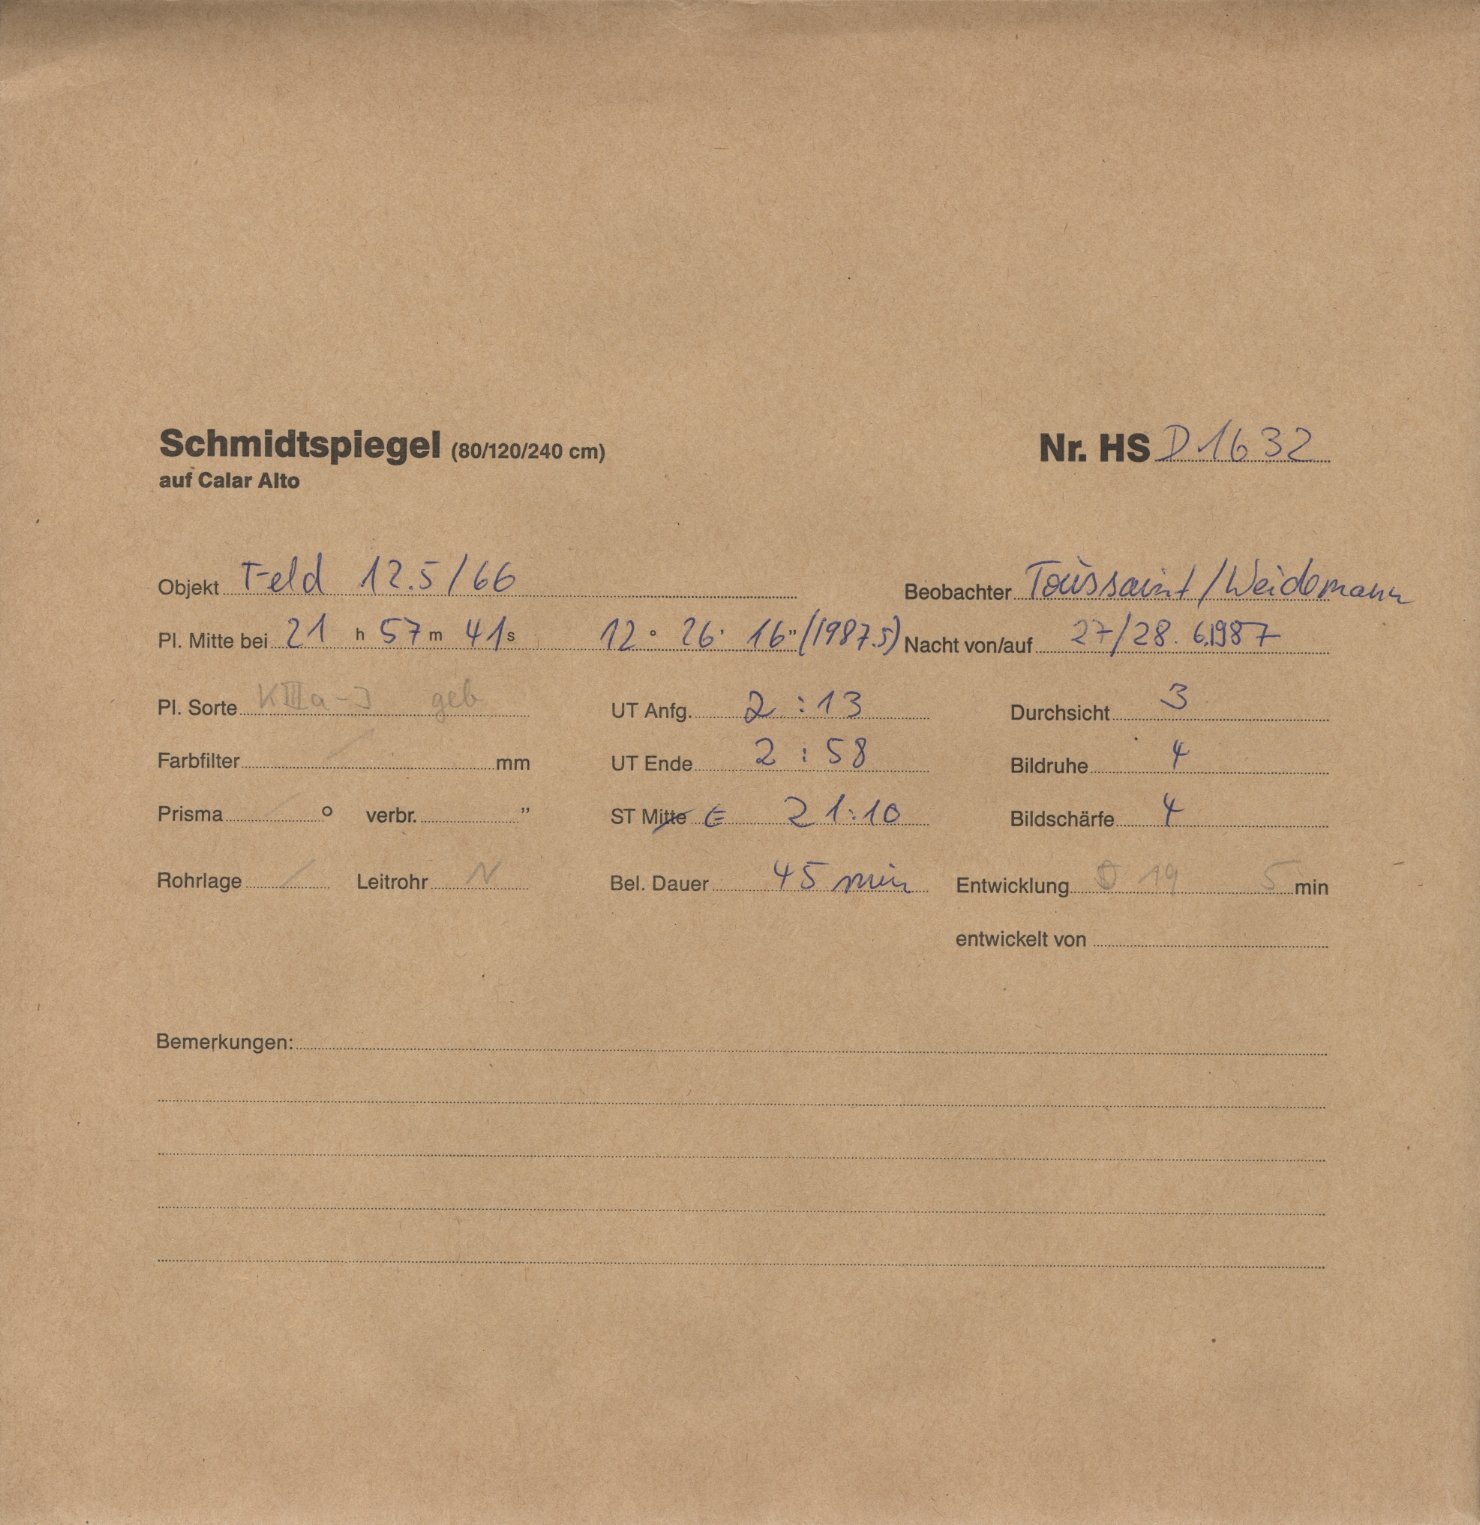 Schmidtspiegel (80/120/240 cm) Nr. HS D 1632
auf Calar Alto
Objekt Feld 12.5/66 Beobachter Toussaint/Weidemann
Pl. Mitte bei 21 h 57 m 41 s 12 ° 26 ' 16 " (1987.5) Nacht von/auf 27/28. 6.1987
Pl. Sorte KIIIa-J geb UT Anfg. 2 : 13 Durchsicht 3
Farbfilter / mm UT Ende 2 : 58 Bildruhe 4
Prisma / ° verbr. " ST Mitte E 21:10 Bildschärfe 4
Rohrlage / Leitrohr N Bel. Dauer 45 min Entwicklung D 19 5 min
entwickelt von
Bemerkungen: